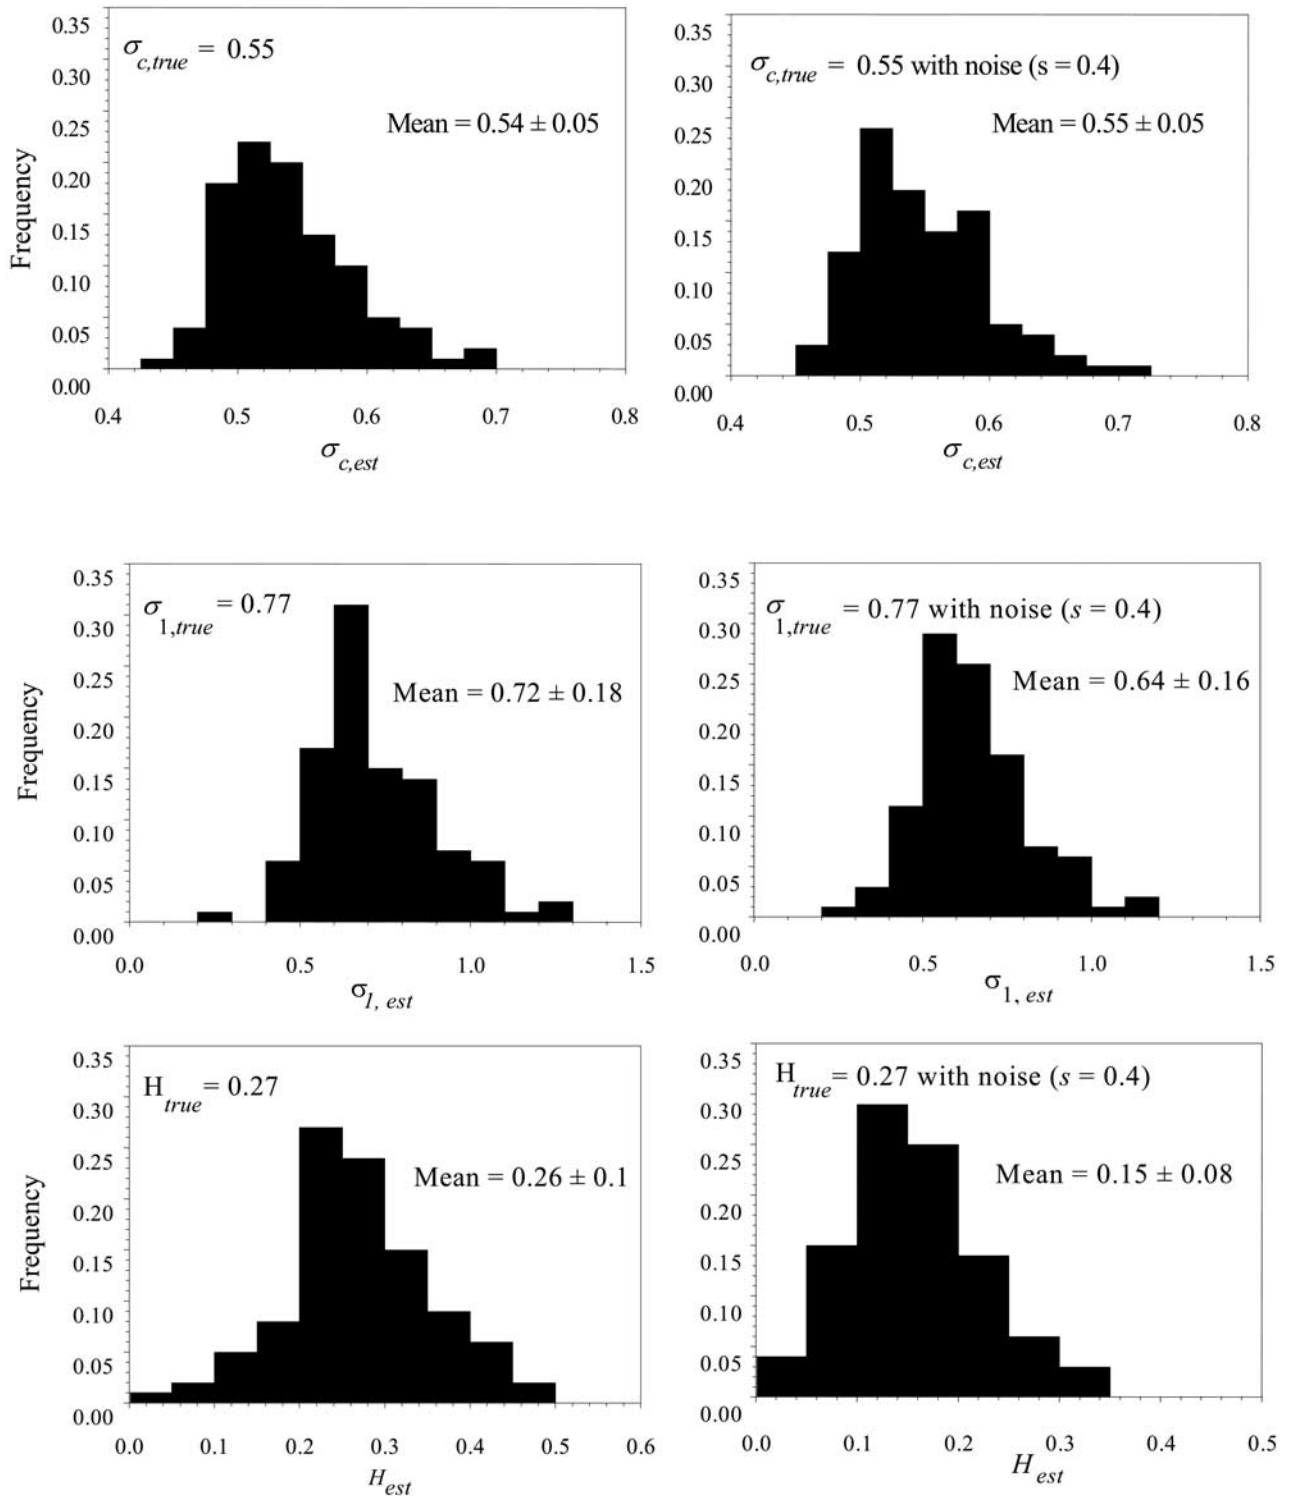 σc,true = 0.55
Mean = 0.54 ± 0.05
Frequency
0.35
0.30
0.25
0.20
0.15
0.10
0.05
0.00
0.4 0.5 0.6 0.7 0.8
σc,est
σc,true = 0.55 with noise (s = 0.4)
Mean = 0.55 ± 0.05
0.35
0.30
0.25
0.20
0.15
0.10
0.05
0.00
0.4 0.5 0.6 0.7 0.8
σc,est
σ1,true = 0.77
Mean = 0.72 ± 0.18
Frequency
0.35
0.30
0.25
0.20
0.15
0.10
0.05
0.00
0.0 0.5 1.0 1.5
σ1, est
σ1,true = 0.77 with noise (s = 0.4)
Mean = 0.64 ± 0.16
0.35
0.30
0.25
0.20
0.15
0.10
0.05
0.00
0.0 0.5 1.0 1.5
σ1, est
Htrue = 0.27
Mean = 0.26 ± 0.1
Frequency
0.35
0.30
0.25
0.20
0.15
0.10
0.05
0.00
0.0 0.1 0.2 0.3 0.4 0.5 0.6
Hest
Htrue = 0.27 with noise (s = 0.4)
Mean = 0.15 ± 0.08
0.35
0.30
0.25
0.20
0.15
0.10
0.05
0.00
0.0 0.1 0.2 0.3 0.4 0.5
Hest